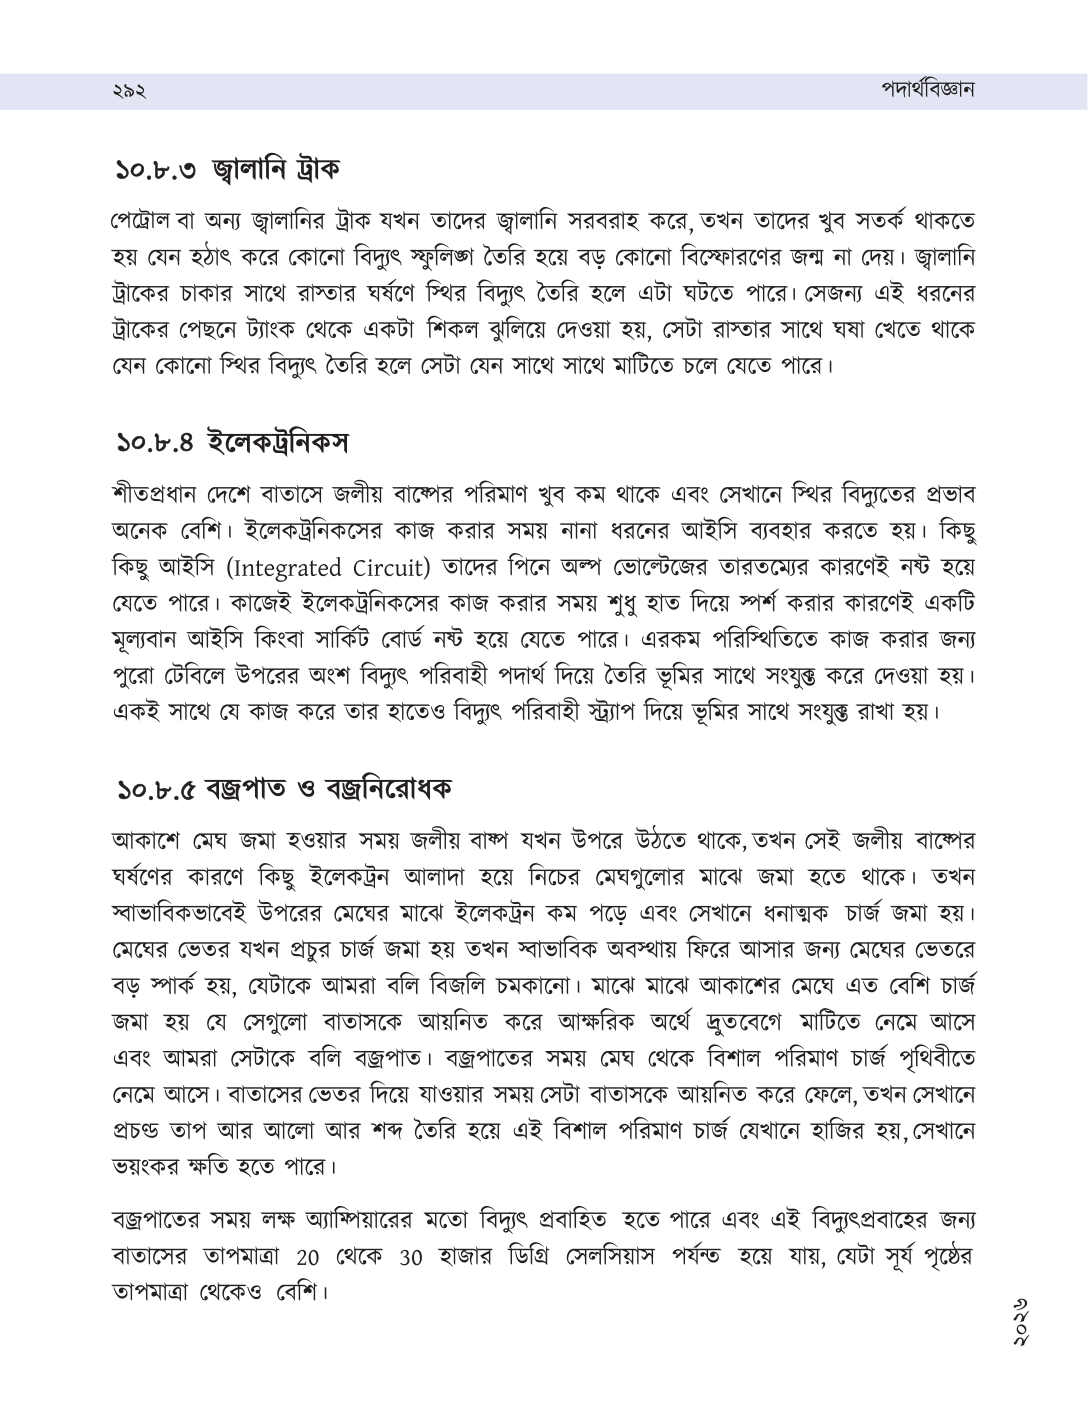 ২৯২
পদার্থবিজ্ঞান
১০.৮.৩ জ্বালানি ট্রাক
পেট্রোল বা অন্য জ্বালানির ট্রাক যখন তাদের জ্বালানি সরবরাহ করে, তখন তাদের খুব সতর্ক থাকতে
হয় যেন হঠাৎ করে কোনো বিদ্যুৎ স্ফুলিঙ্গ তৈরি হয়ে বড় কোনো বিস্ফোরণের জন্ম না দেয়। জ্বালানি
ট্রাকের চাকার সাথে রাস্তার ঘর্ষণে স্থির বিদ্যুৎ তৈরি হলে এটা ঘটতে পারে। সেজন্য এই ধরনের
ট্রাকের পেছনে ট্যাংক থেকে একটা শিকল ঝুলিয়ে দেওয়া হয়, সেটা রাস্তার সাথে ঘষা খেতে থাকে
যেন কোনো স্থির বিদ্যুৎ তৈরি হলে সেটা যেন সাথে সাথে মাটিতে চলে যেতে পারে।
১০.৮.৪ ইলেকট্রনিকস
শীতপ্রধান দেশে বাতাসে জলীয় বাষ্পের পরিমাণ খুব কম থাকে এবং সেখানে স্থির বিদ্যুতের প্রভাব
অনেক বেশি। ইলেকট্রনিকসের কাজ করার সময় নানা ধরনের আইসি ব্যবহার করতে হয়। কিছু
কিছু আইসি (Integrated Circuit) তাদের পিনে অল্প ভোল্টেজের তারতম্যের কারণেই নষ্ট হয়ে
যেতে পারে। কাজেই ইলেকট্রনিকসের কাজ করার সময় শুধু হাত দিয়ে স্পর্শ করার কারণেই একটি
মূল্যবান আইসি কিংবা সার্কিট বোর্ড নষ্ট হয়ে যেতে পারে। এরকম পরিস্থিতিতে কাজ করার জন্য
পুরো টেবিলে উপরের অংশ বিদ্যুৎ পরিবাহী পদার্থ দিয়ে তৈরি ভূমির সাথে সংযুক্ত করে দেওয়া হয়।
একই সাথে যে কাজ করে তার হাতেও বিদ্যুৎ পরিবাহী স্ট্র্যাপ দিয়ে ভূমির সাথে সংযুক্ত রাখা হয়।
১০.৮.৫ বজ্রপাত ও বজ্রনিরোধক
আকাশে মেঘ জমা হওয়ার সময় জলীয় বাষ্প যখন উপরে উঠতে থাকে, তখন সেই জলীয় বাষ্পের
ঘর্ষণের কারণে কিছু ইলেকট্রন আলাদা হয়ে নিচের মেঘগুলোর মাঝে জমা হতে থাকে। তখন
স্বাভাবিকভাবেই উপরের মেঘের মাঝে ইলেকট্রন কম পড়ে এবং সেখানে ধনাত্মক চার্জ জমা হয়।
মেঘের ভেতর যখন প্রচুর চার্জ জমা হয় তখন স্বাভাবিক অবস্থায় ফিরে আসার জন্য মেঘের ভেতরে
বড় স্পার্ক হয়, যেটাকে আমরা বলি বিজলি চমকানো। মাঝে মাঝে আকাশের মেঘে এত বেশি চার্জ
জমা হয় যে সেগুলো বাতাসকে আয়নিত করে আক্ষরিক অর্থে দ্রুতবেগে মাটিতে নেমে আসে
এবং আমরা সেটাকে বলি বজ্রপাত। বজ্রপাতের সময় মেঘ থেকে বিশাল পরিমাণ চার্জ পৃথিবীতে
নেমে আসে। বাতাসের ভেতর দিয়ে যাওয়ার সময় সেটা বাতাসকে আয়নিত করে ফেলে, তখন সেখানে
প্রচণ্ড তাপ আর আলো আর শব্দ তৈরি হয়ে এই বিশাল পরিমাণ চার্জ যেখানে হাজির হয়, সেখানে
ভয়ংকর ক্ষতি হতে পারে।
বজ্রপাতের সময় লক্ষ অ্যাম্পিয়ারের মতো বিদ্যুৎ প্রবাহিত হতে পারে এবং এই বিদ্যুৎপ্রবাহের জন্য
বাতাসের তাপমাত্রা 20 থেকে 30 হাজার ডিগ্রি সেলসিয়াস পর্যন্ত হয়ে যায়, যেটা সূর্য পৃষ্ঠের
তাপমাত্রা থেকেও বেশি।
২০২৬